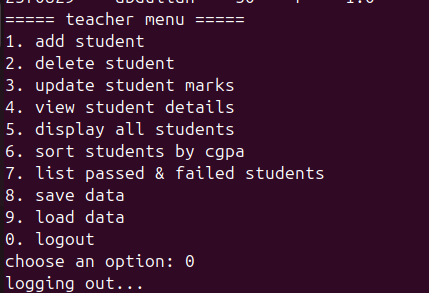 ===== teacher menu =====
1. add student
2. delete student
3. update student marks
4. view student details
5. display all students
6. sort students by cgpa
7. list passed & failed students
8. save data
9. load data
0. logout
choose an option: 0
logging out...